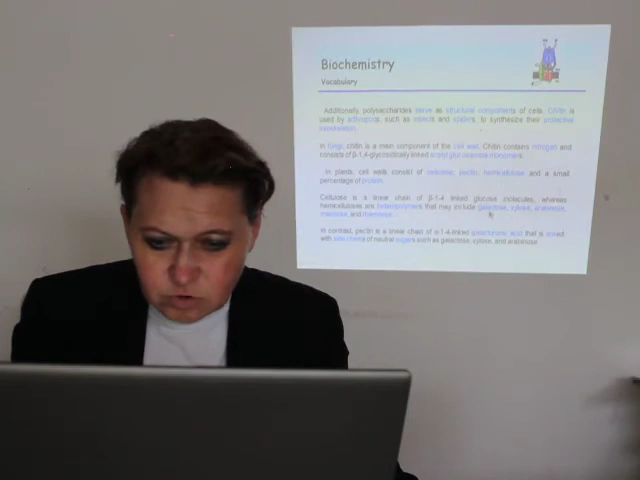 Biochemistry
Vocabulary
Additionally, polysaccharides serve as structural components of cells. Chitin is
used by arthropods, such as insects and spiders, to synthesize their protective
exoskeleton.
In fungi, chitin is a main component of the cell wall. Chitin contains nitrogen and
consists of β-1,4-glycosidically linked acetyl glucosamine monomers.
In plants, cell walls consist of cellulose, pectin, hemicellulose and a small
percentage of protein.
Cellulose is a linear chain of β-1,4 linked glucose molecules, whereas
hemicelluloses are heteropolymers that may include galactose, xylose, arabinose,
mannose and rhamnose.
In contrast, pectin is a linear chain of α-1,4-linked galacturonic acid that is mixed
with side chains of neutral sugars such as galactose, xylose, and arabinose.